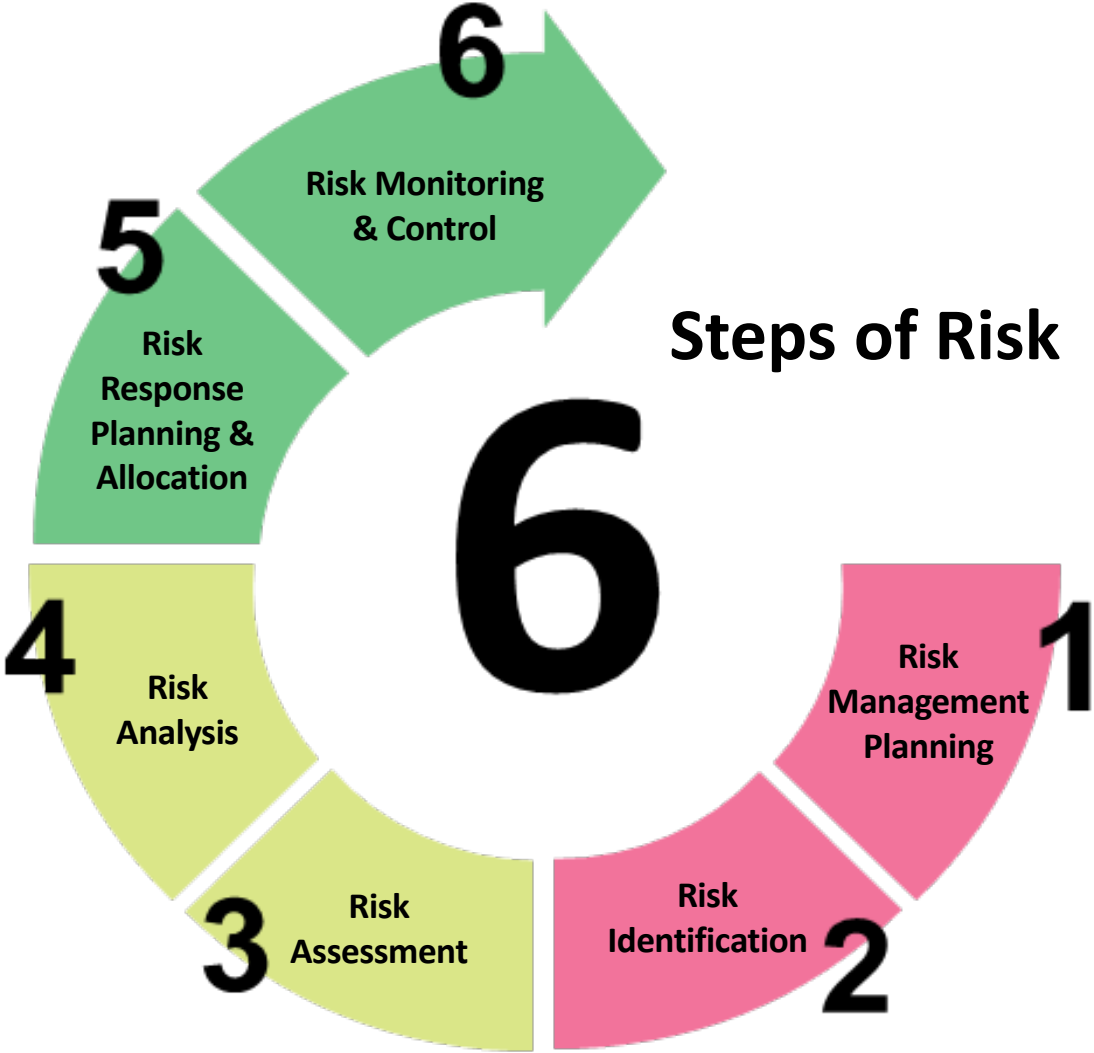 6
Steps of Risk
1
Risk
Management
Planning
2
Risk
Identification
3
Risk
Assessment
4
Risk
Analysis
5
Risk
Response
Planning &
Allocation
6
Risk Monitoring
& Control